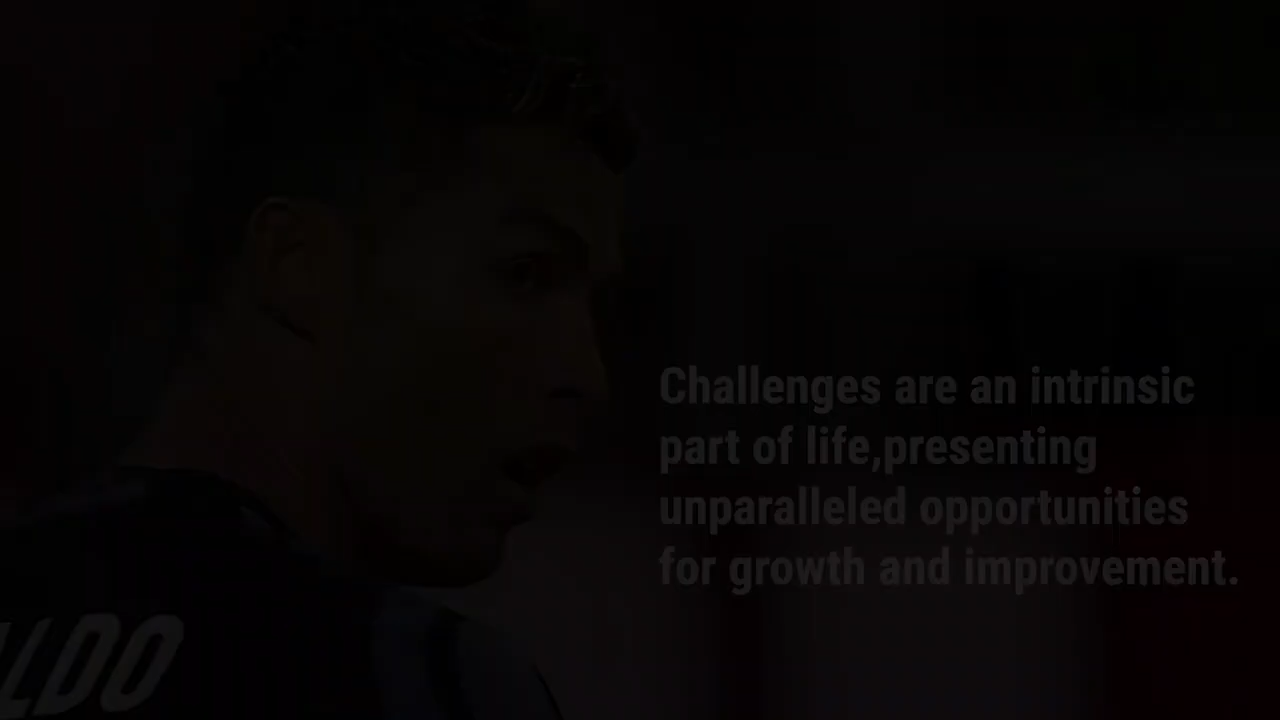 Challenges are an intrinsic
part of life,presenting
unparalleled opportunities
for growth and improvement.
LDO